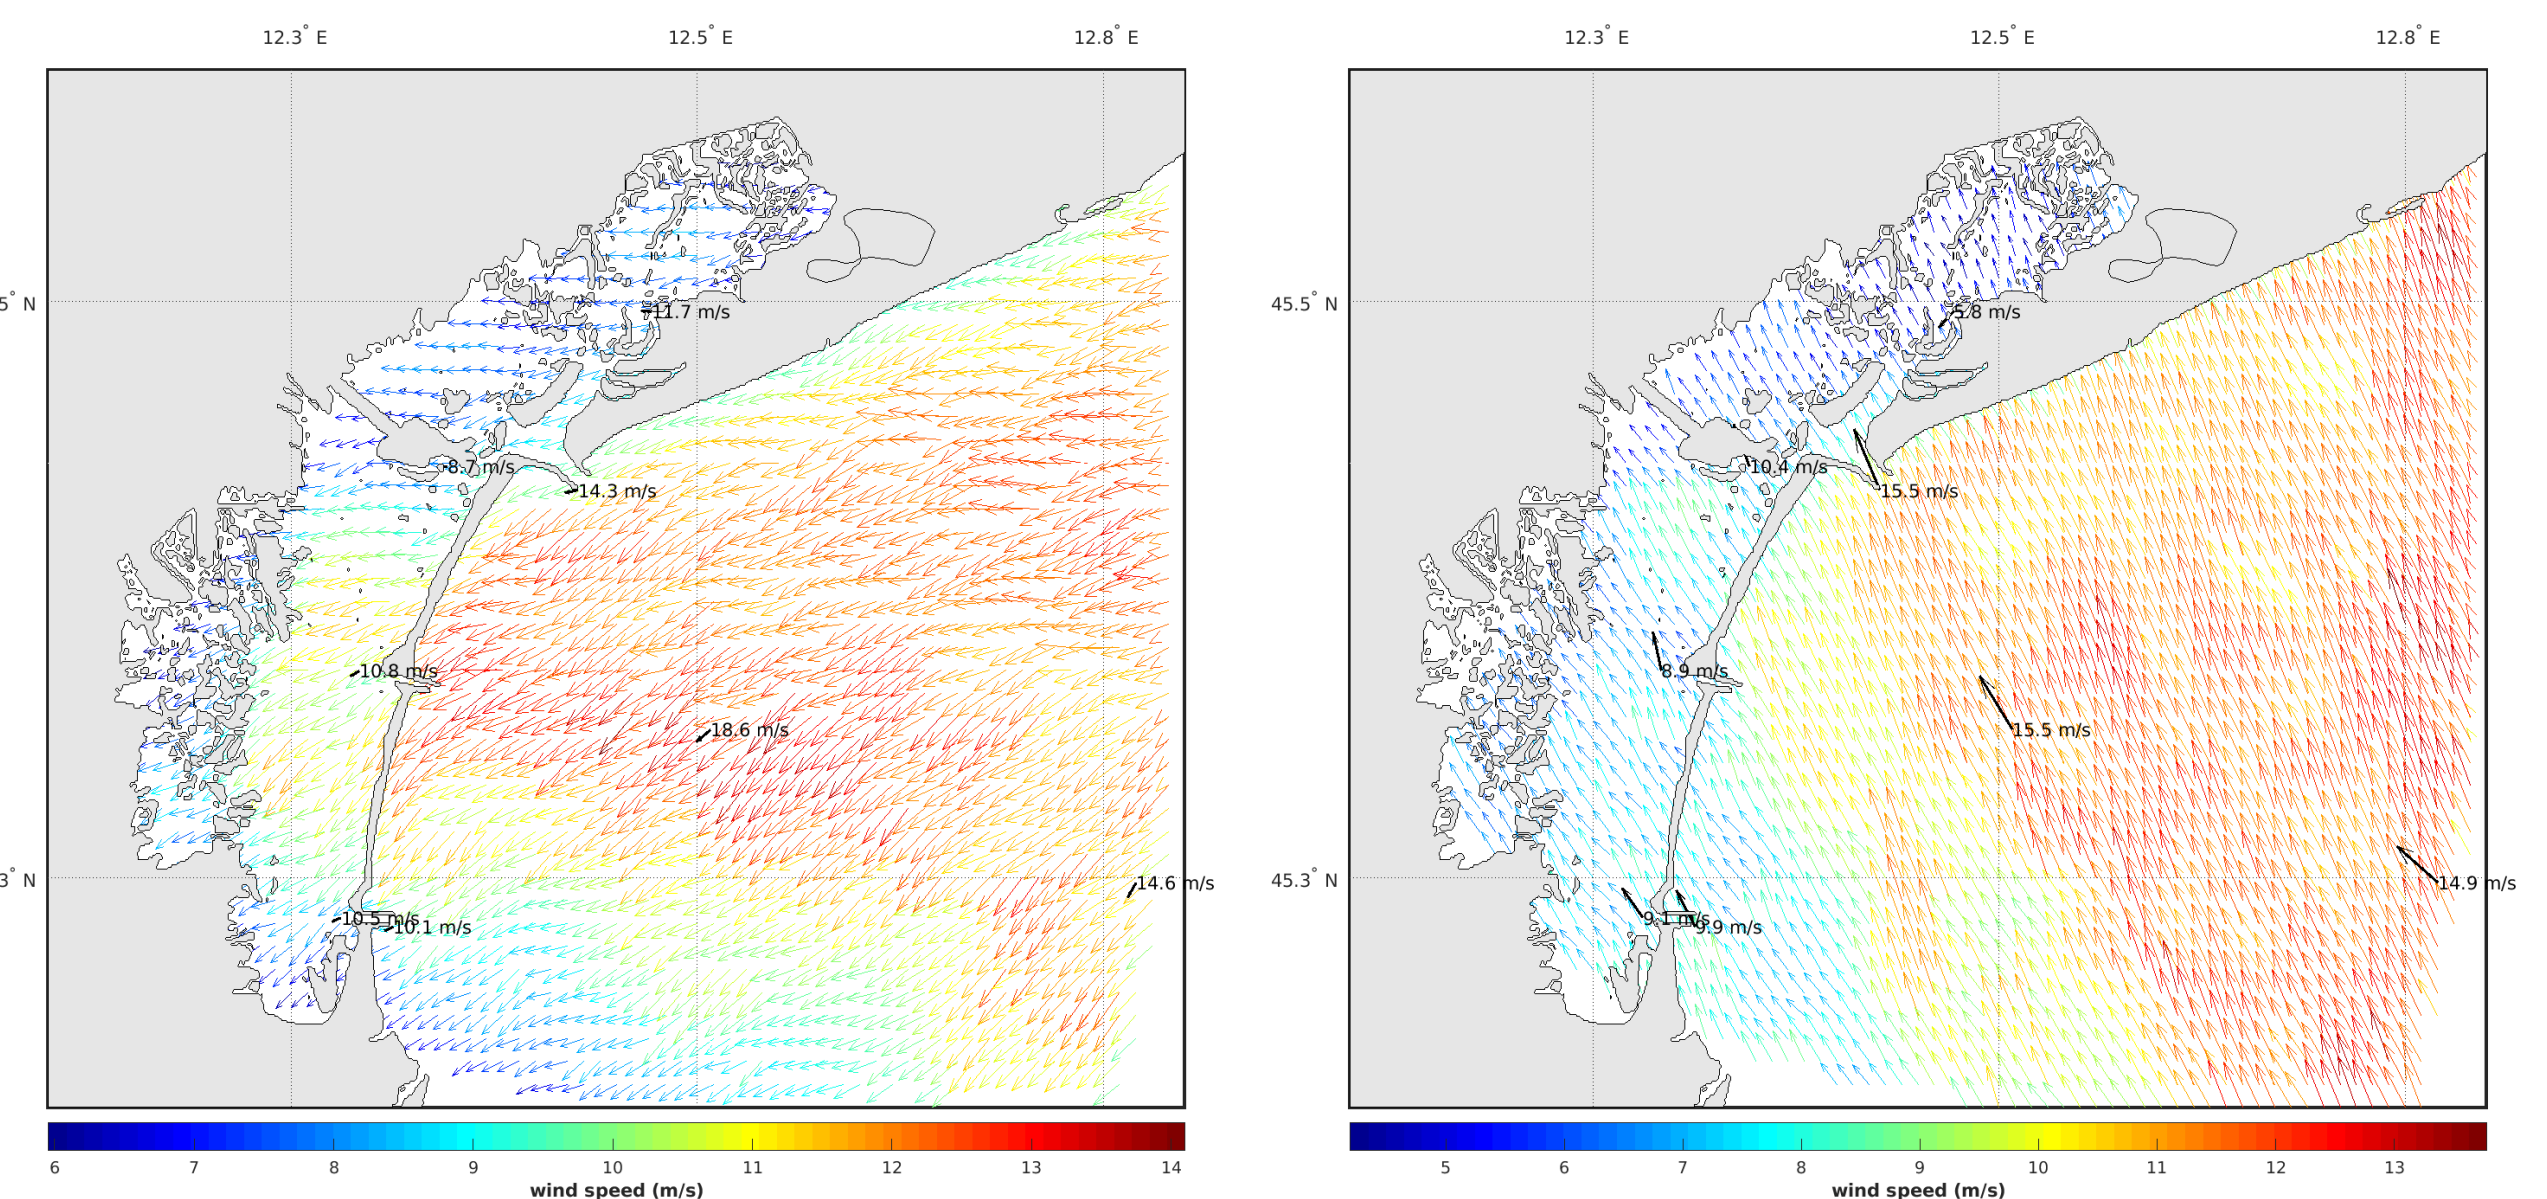 12.3° E 12.5° E 12.8° E
12.3° E 12.5° E 12.8° E
5° N
11.7 m/s
8.7 m/s
14.3 m/s
10.8 m/s
18.6 m/s
3° N
14.6 m/s
10.5 m/s
10.1 m/s
6 7 8 9 10 11 12 13 14
wind speed (m/s)
45.5° N
5.8 m/s
10.4 m/s
15.5 m/s
8.9 m/s
15.5 m/s
45.3° N
14.9 m/s
9.1 m/s
9.9 m/s
5 6 7 8 9 10 11 12 13
wind speed (m/s)